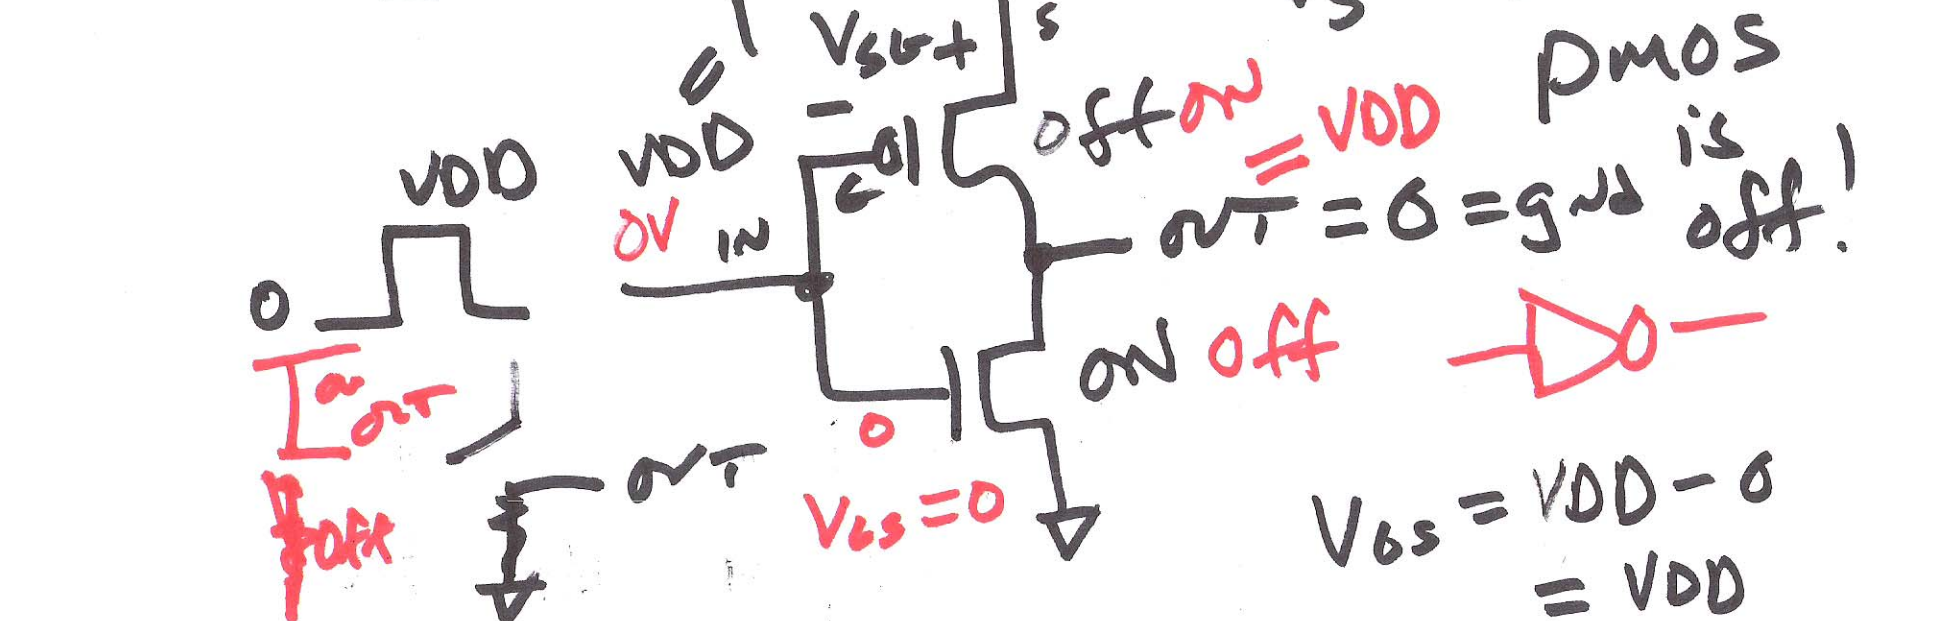 VSG + S
PMOS
is
off!
VDD
VDD
off ON
= VDD
0V IN
G
OUT = 0 = gnd
0
ON off
OUT
0
OUT
VGS = 0
off
VGS = VDD - 0
= VDD